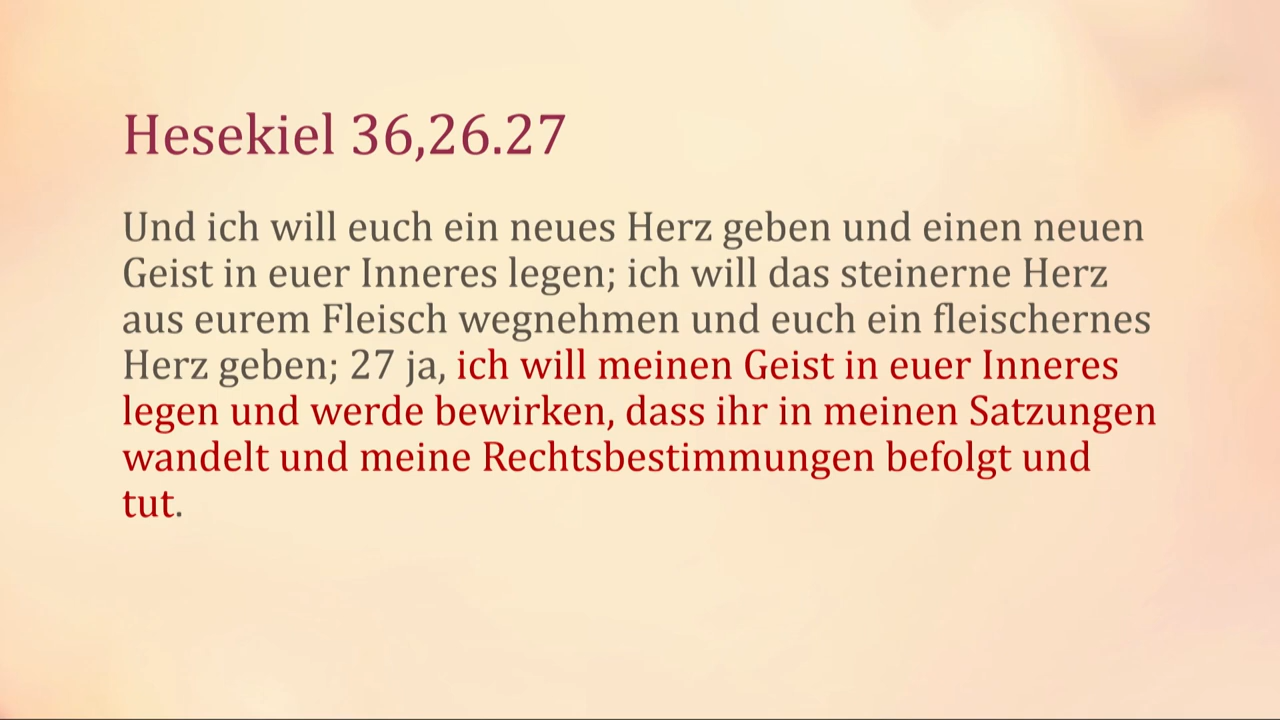 Hesekiel 36,26.27
Und ich will euch ein neues Herz geben und einen neuen
Geist in euer Inneres legen; ich will das steinerne Herz
aus eurem Fleisch wegnehmen und euch ein fleischernes
Herz geben; 27 ja, ich will meinen Geist in euer Inneres
legen und werde bewirken, dass ihr in meinen Satzungen
wandelt und meine Rechtsbestimmungen befolgt und
tut.